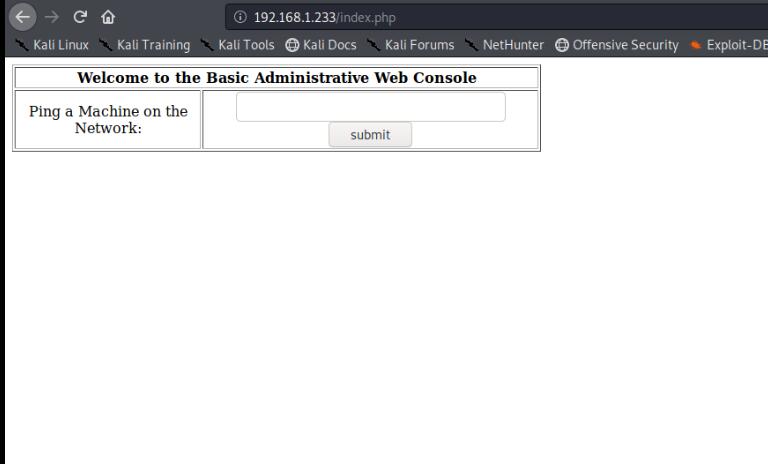 192.168.1.233/index.php
Kali Linux Kali Training Kali Tools Kali Docs Kali Forums NetHunter Offensive Security Exploit-DB
Welcome to the Basic Administrative Web Console
Ping a Machine on the
Network:
submit